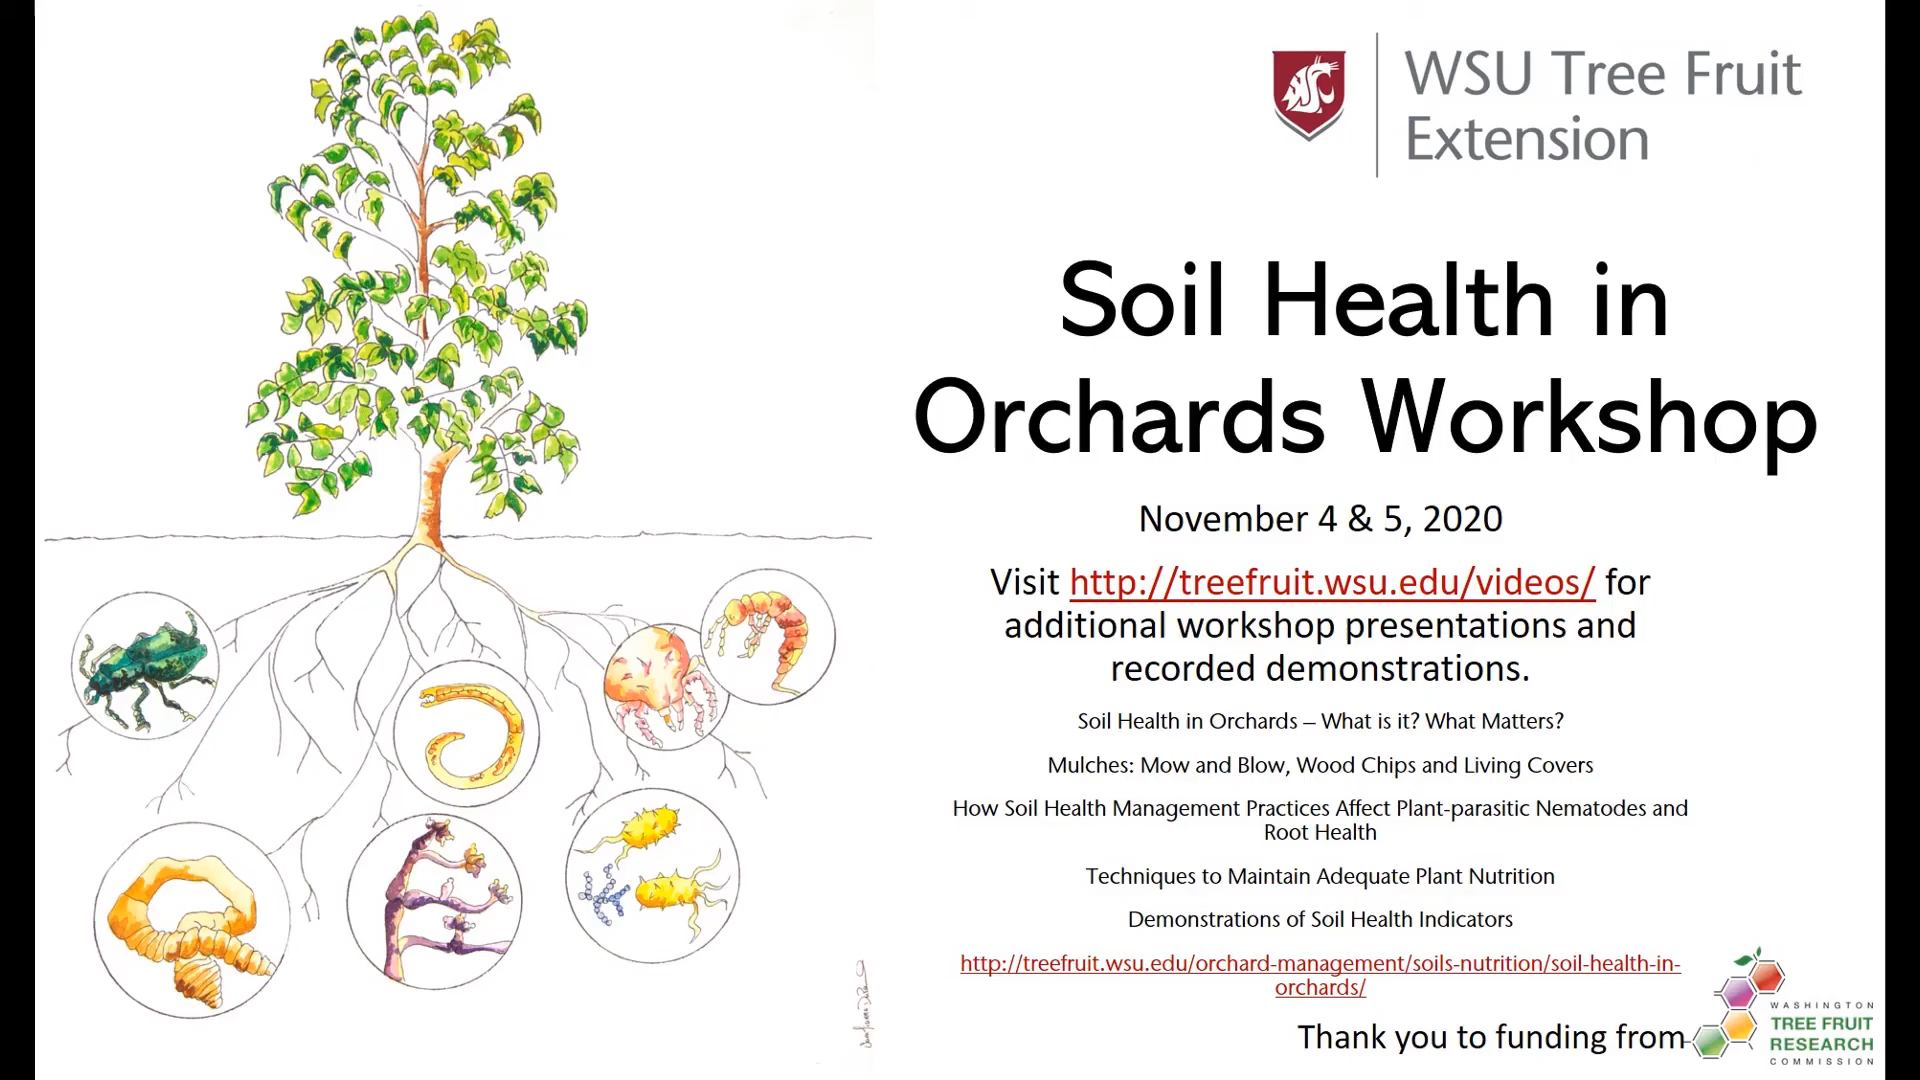 WSU Tree Fruit
Extension
Soil Health in
Orchards Workshop
November 4 & 5, 2020
Visit http://treefruit.wsu.edu/videos/ for
additional workshop presentations and
recorded demonstrations.
Soil Health in Orchards – What is it? What Matters?
Mulches: Mow and Blow, Wood Chips and Living Covers
How Soil Health Management Practices Affect Plant-parasitic Nematodes and
Root Health
Techniques to Maintain Adequate Plant Nutrition
Demonstrations of Soil Health Indicators
http://treefruit.wsu.edu/orchard-management/soils-nutrition/soil-health-in-
orchards/
Thank you to funding from
WASHINGTON
TREE FRUIT
RESEARCH
COMMISSION